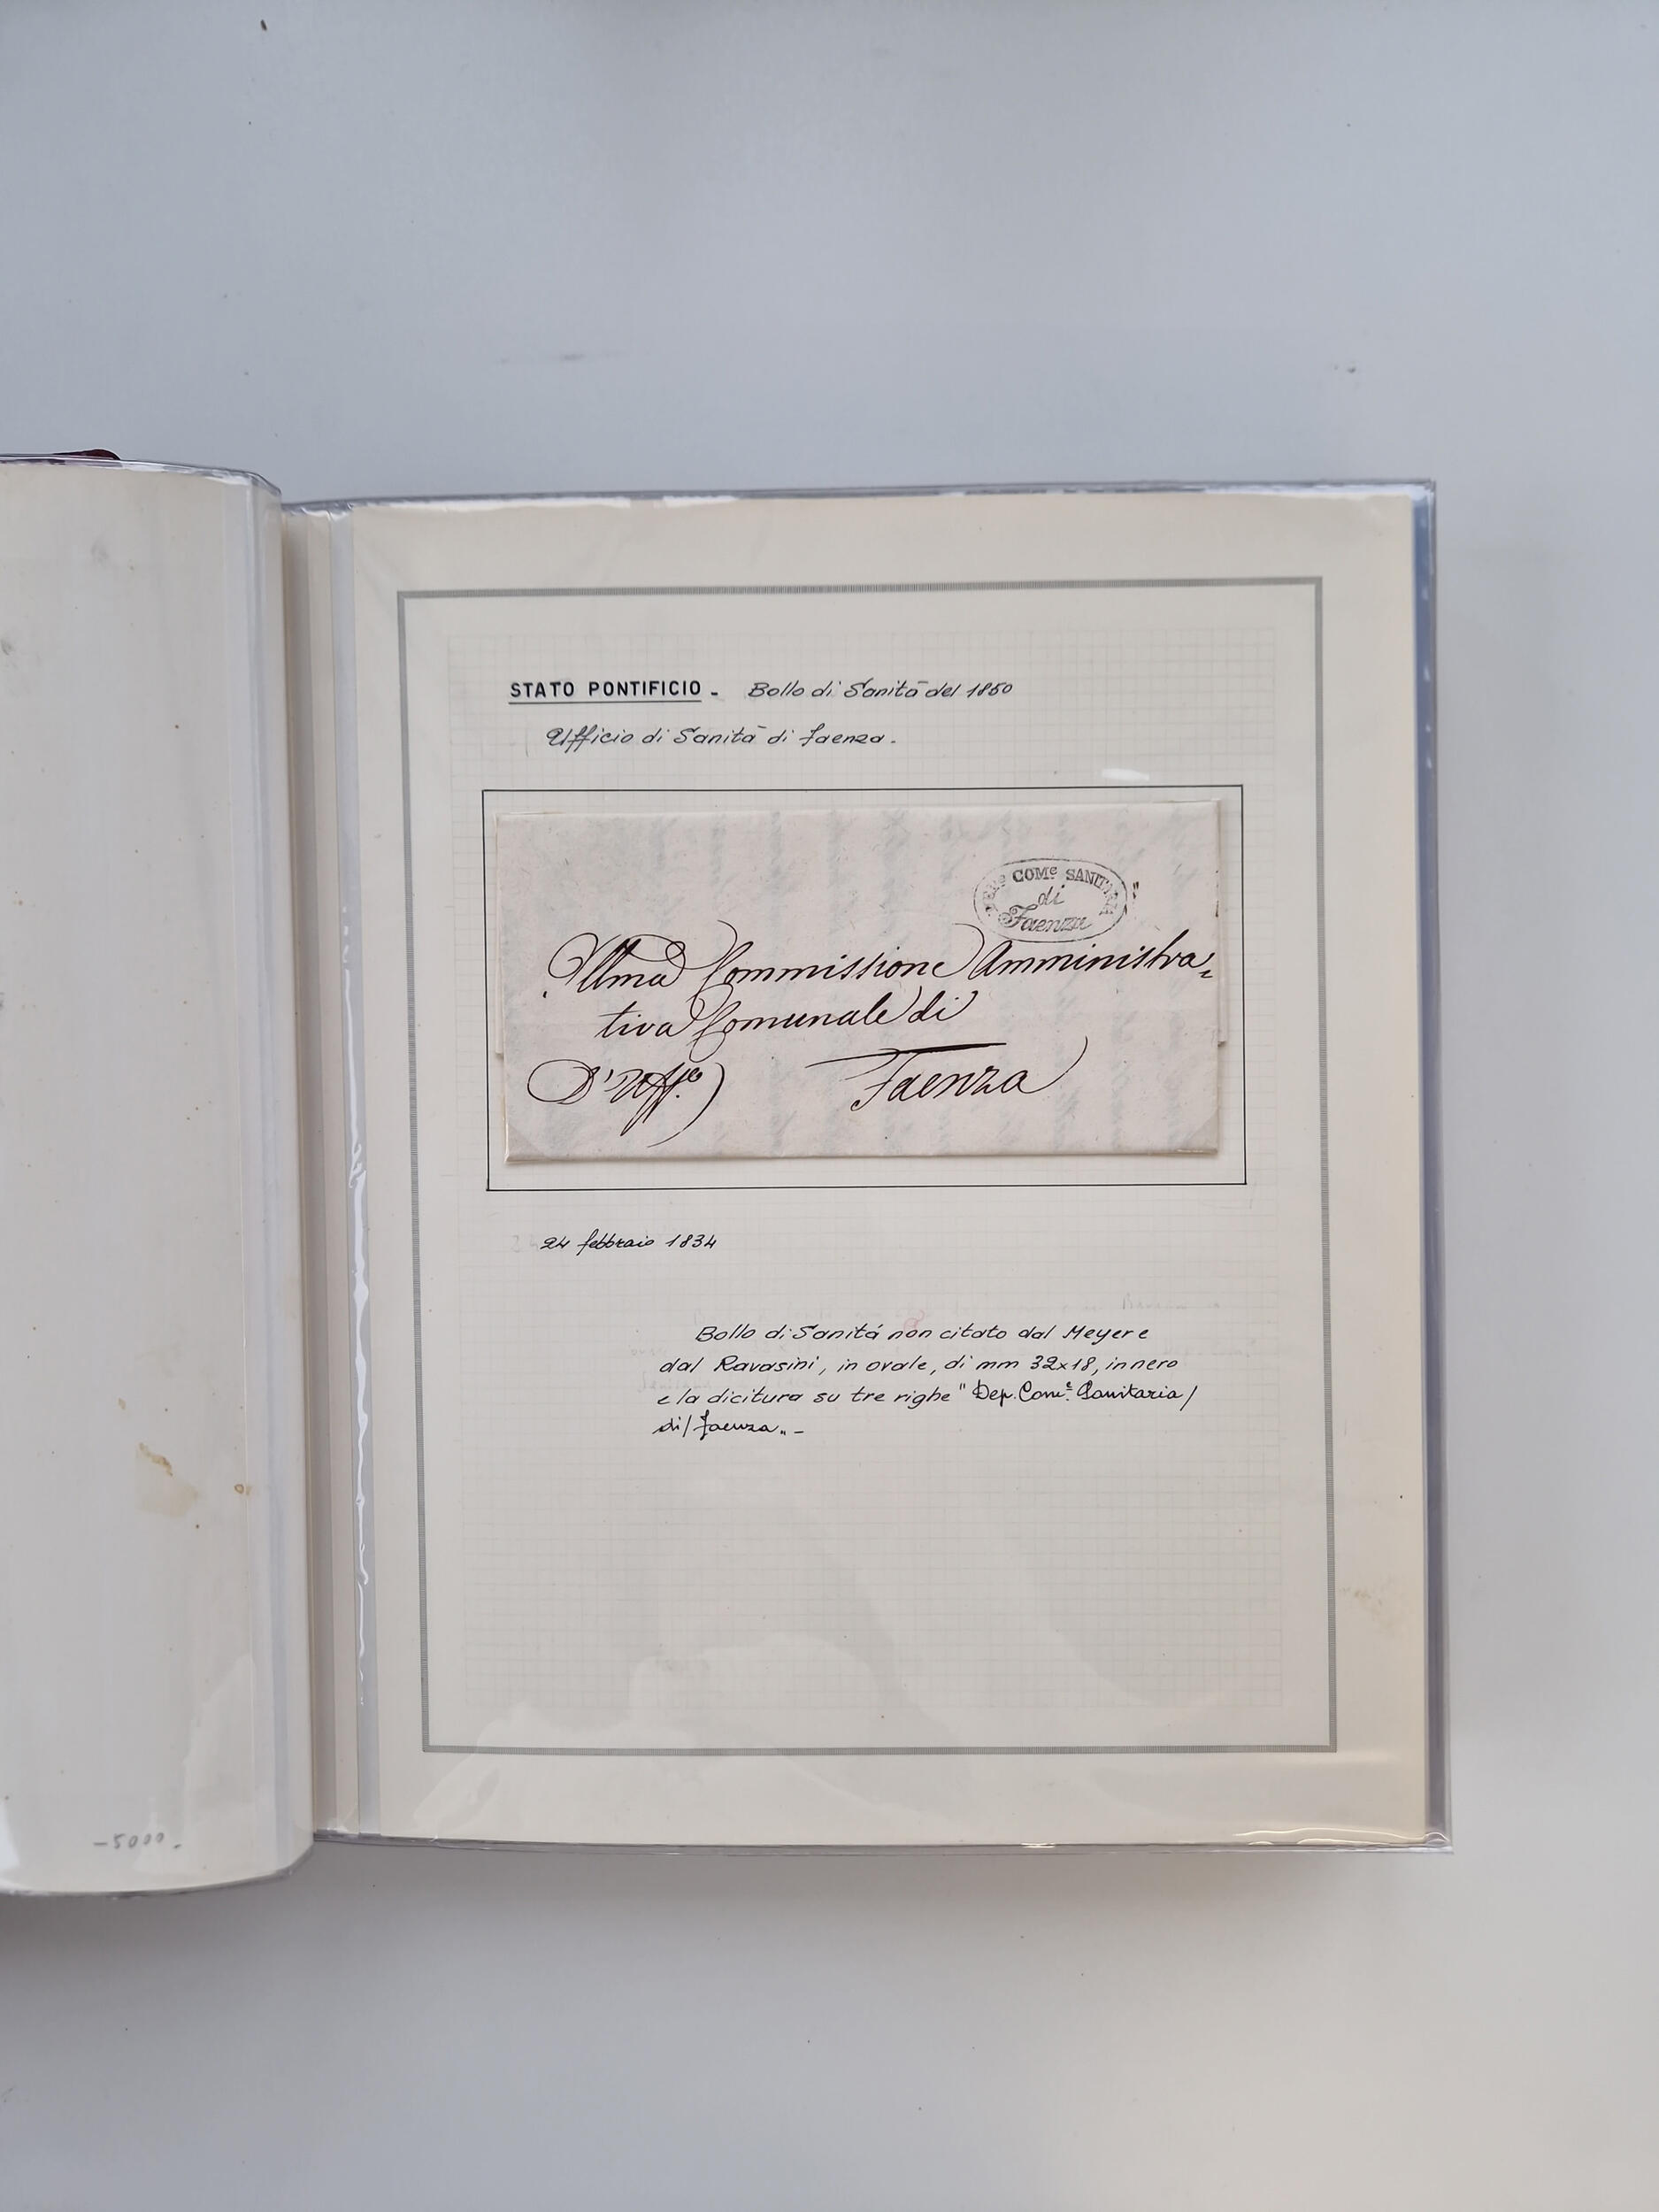 STATO PONTIFICIO - Bollo di Sanità del 1850
Ufficio di Sanità di Faenza.
COMe SANITARIA
di
Faenza
Illma Commissione Amministra=
tiva Comunale di
D'Uffo) Faenza
24 febbraio 1834
Bollo di Sanitá non citato dal Meyer e
dal Ravasini, in ovale, di mm 32x18, in nero
e la dicitura su tre righe "Dep. Come. Sanitaria/
di/Faenza„-
-5000-